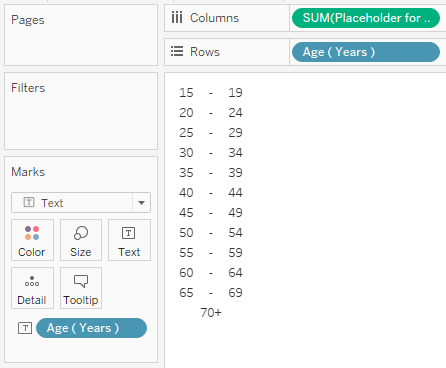 Pages
Columns
SUM(Placeholder for ..
Rows
Age ( Years )
Filters
Marks
Text
Color
Size
Text
Detail
Tooltip
Age ( Years )
15 - 19
20 - 24
25 - 29
30 - 34
35 - 39
40 - 44
45 - 49
50 - 54
55 - 59
60 - 64
65 - 69
70+